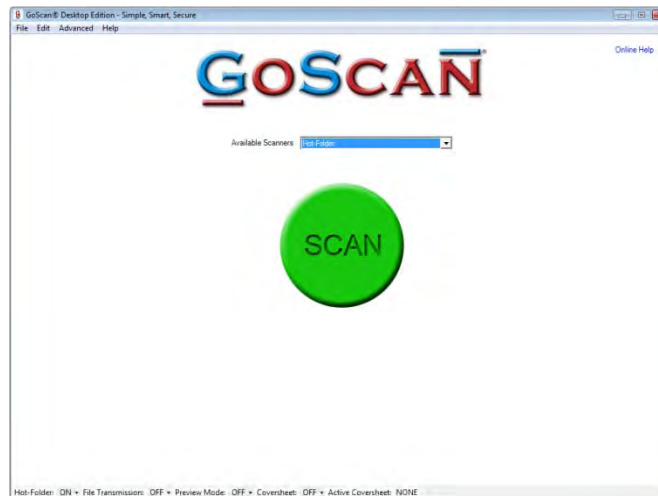 GoScan® Desktop Edition - Simple, Smart, Secure
File Edit Advanced Help
Online Help
GOSCAN
Available Scanners Hot-Folder
SCAN
Hot-Folder: ON • File Transmission: OFF • Preview Mode: OFF • Coversheet: OFF • Active Coversheet: NONE